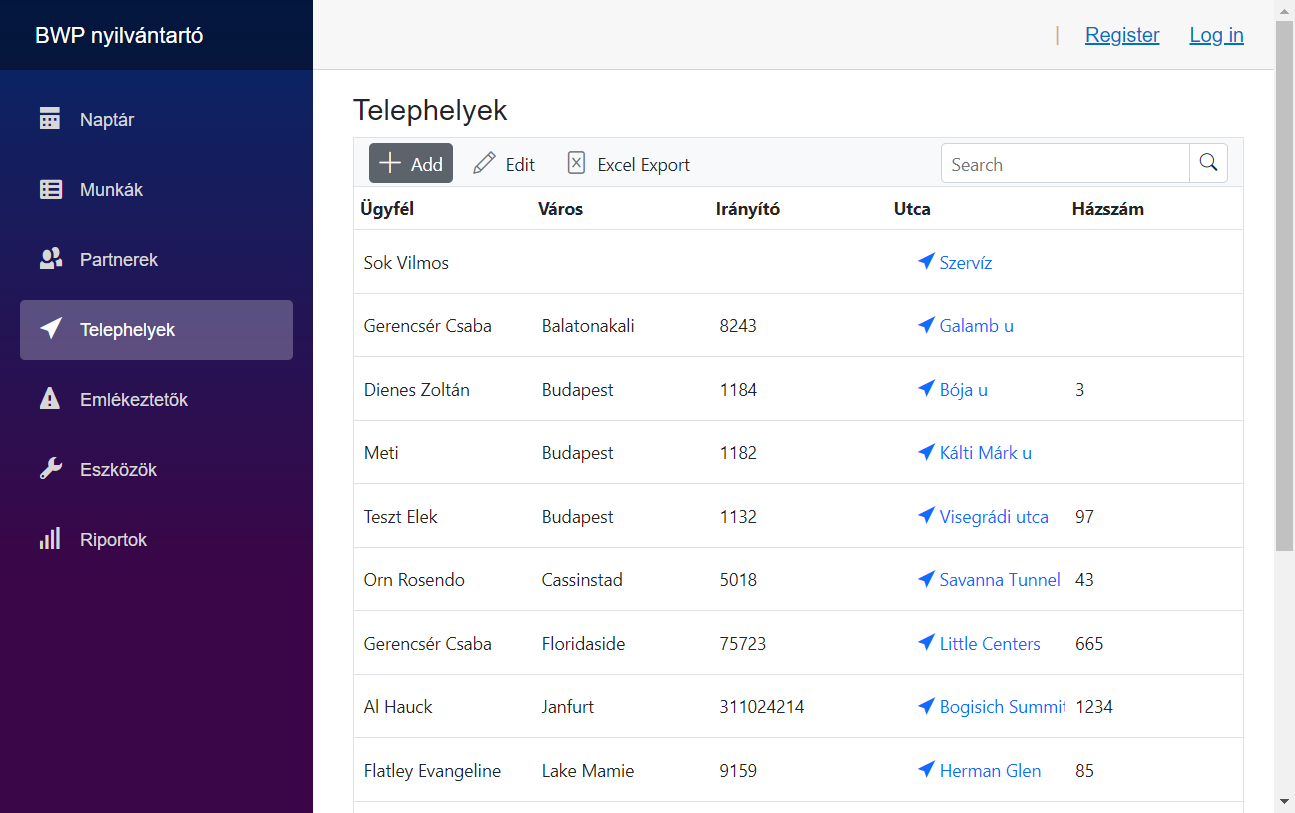 BWP nyilvántartó
| Register Log in
Naptár
Munkák
Partnerek
Telephelyek
Emlékeztetők
Eszközök
Riportok
Telephelyek
Add Edit Excel Export Search
Ügyfél Város Irányító Utca Házszám
Sok Vilmos Szervíz
Gerencsér Csaba Balatonakali 8243 Galamb u
Dienes Zoltán Budapest 1184 Bója u 3
Meti Budapest 1182 Kálti Márk u
Teszt Elek Budapest 1132 Visegrádi utca 97
Orn Rosendo Cassinstad 5018 Savanna Tunnel 43
Gerencsér Csaba Floridaside 75723 Little Centers 665
Al Hauck Janfurt 311024214 Bogisich Summit 1234
Flatley Evangeline Lake Mamie 9159 Herman Glen 85